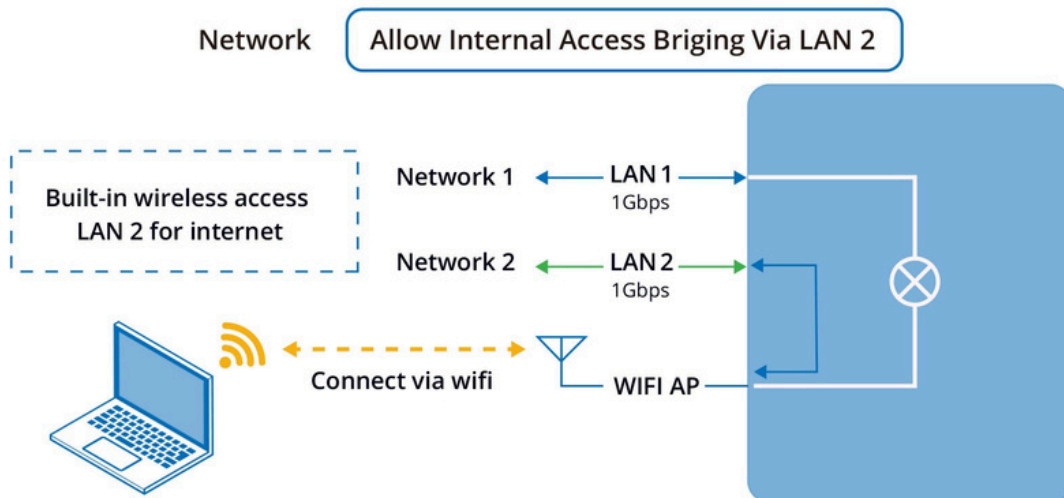 Network
Allow Internal Access Briging Via LAN 2
Built-in wireless access
LAN 2 for internet
Network 1
LAN 1
1Gbps
Network 2
LAN 2
1Gbps
Connect via wifi
WIFI AP